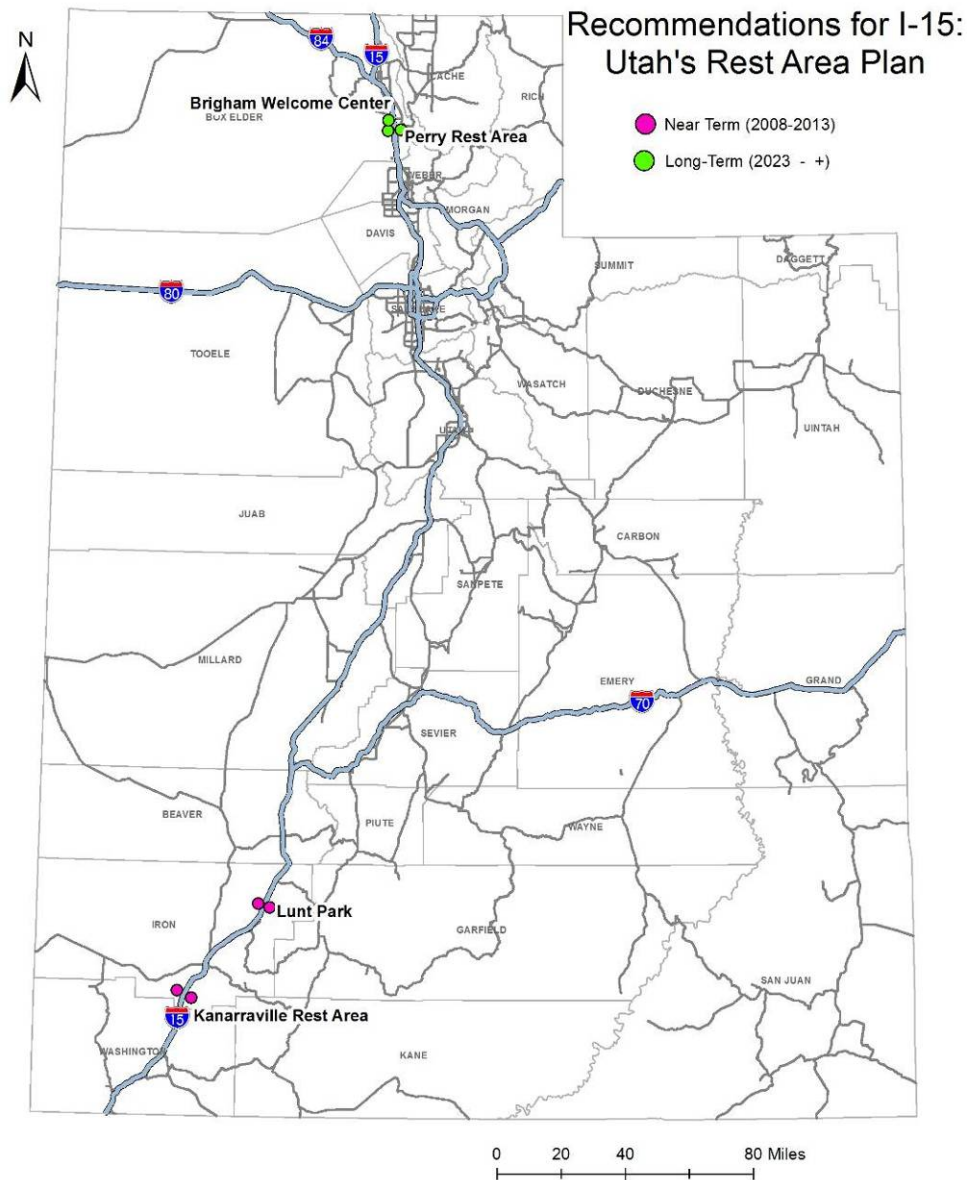 Recommendations for I-15:
Utah's Rest Area Plan
N
84
15
CACHE
RICH
Brigham Welcome Center
BOX ELDER
Perry Rest Area
Near Term (2008-2013)
Long-Term (2023 - +)
WEBER
MORGAN
DAVIS
SUMMIT
DAGGETT
80
SALT LAKE
TOOELE
WASATCH
DUCHESNE
UINTAH
UTAH
JUAB
CARBON
SANPETE
MILLARD
EMERY
GRAND
70
SEVIER
BEAVER
PIUTE
WAYNE
Lunt Park
IRON
GARFIELD
SAN JUAN
15
Kanarraville Rest Area
WASHINGTON
KANE
0 20 40 80 Miles